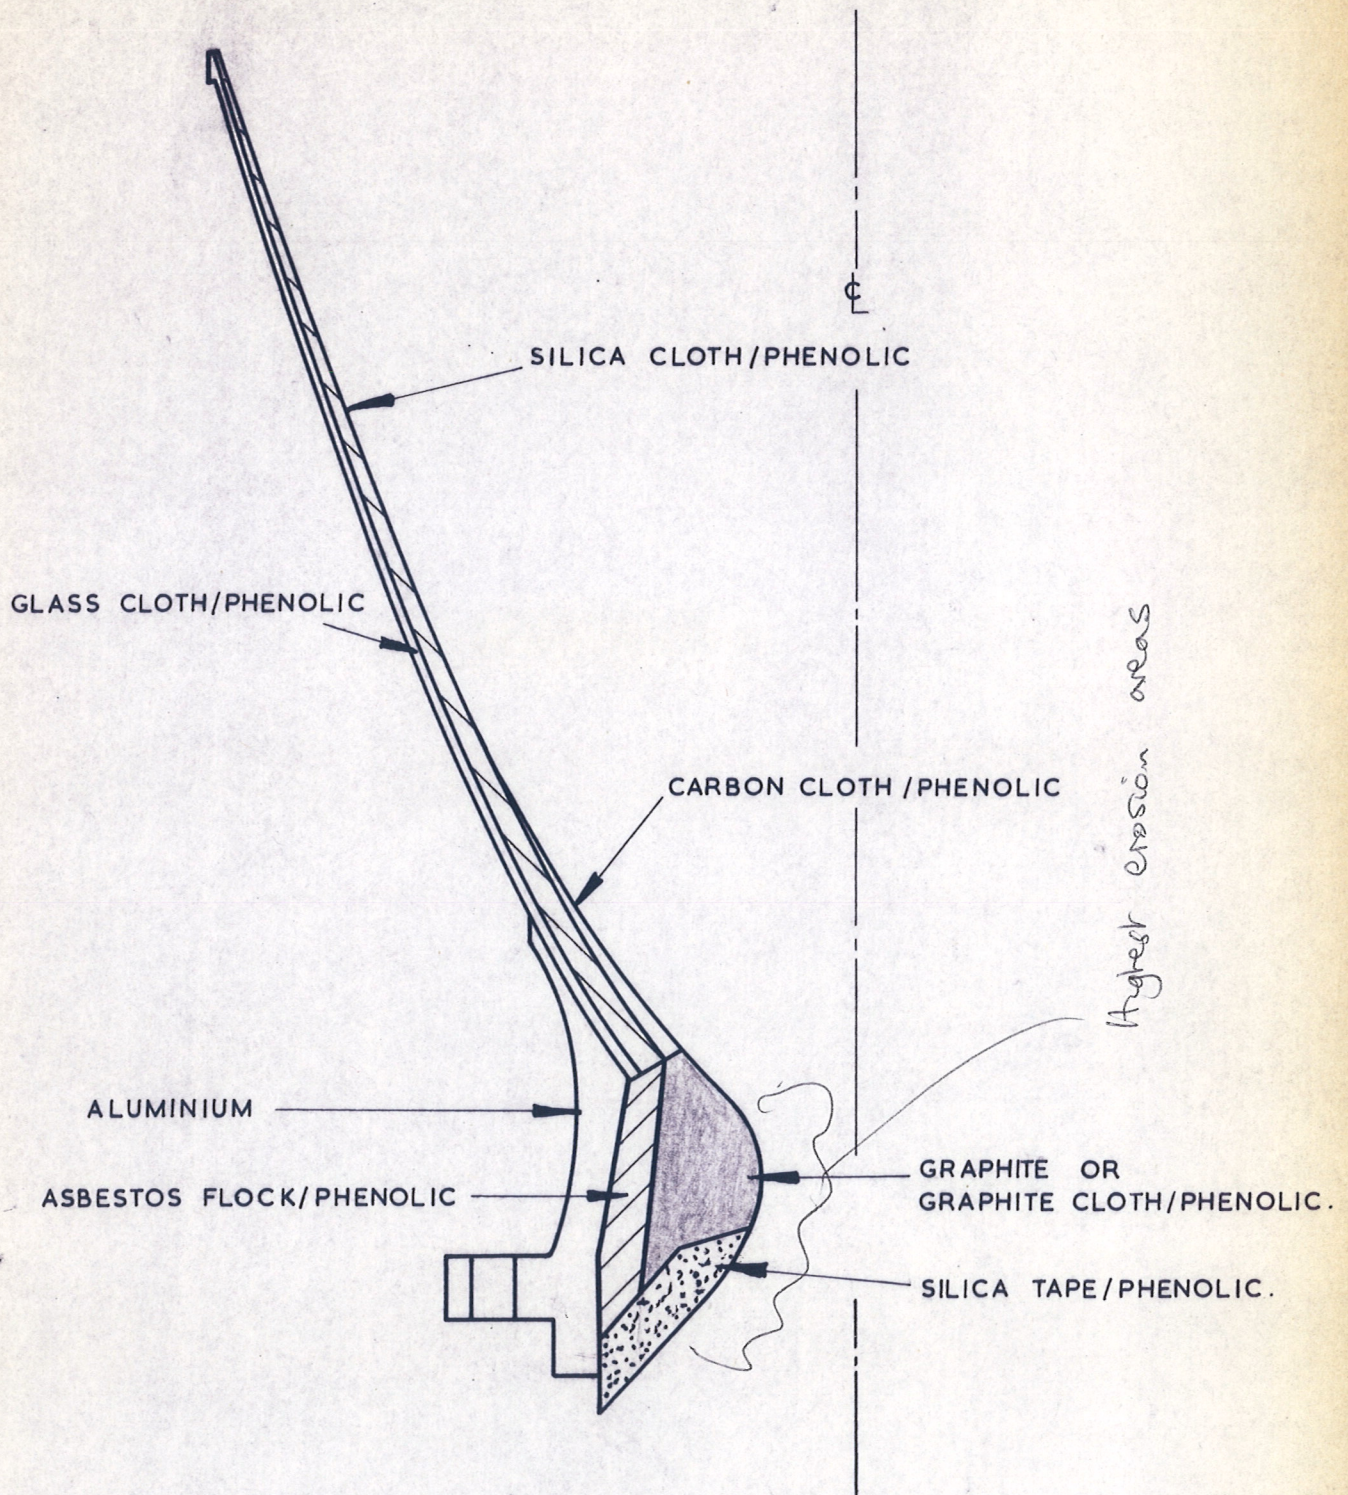 ℄
SILICA CLOTH/PHENOLIC
GLASS CLOTH/PHENOLIC
CARBON CLOTH/PHENOLIC
Highest erosion areas
ALUMINIUM
ASBESTOS FLOCK/PHENOLIC
GRAPHITE OR
GRAPHITE CLOTH/PHENOLIC.
SILICA TAPE/PHENOLIC.